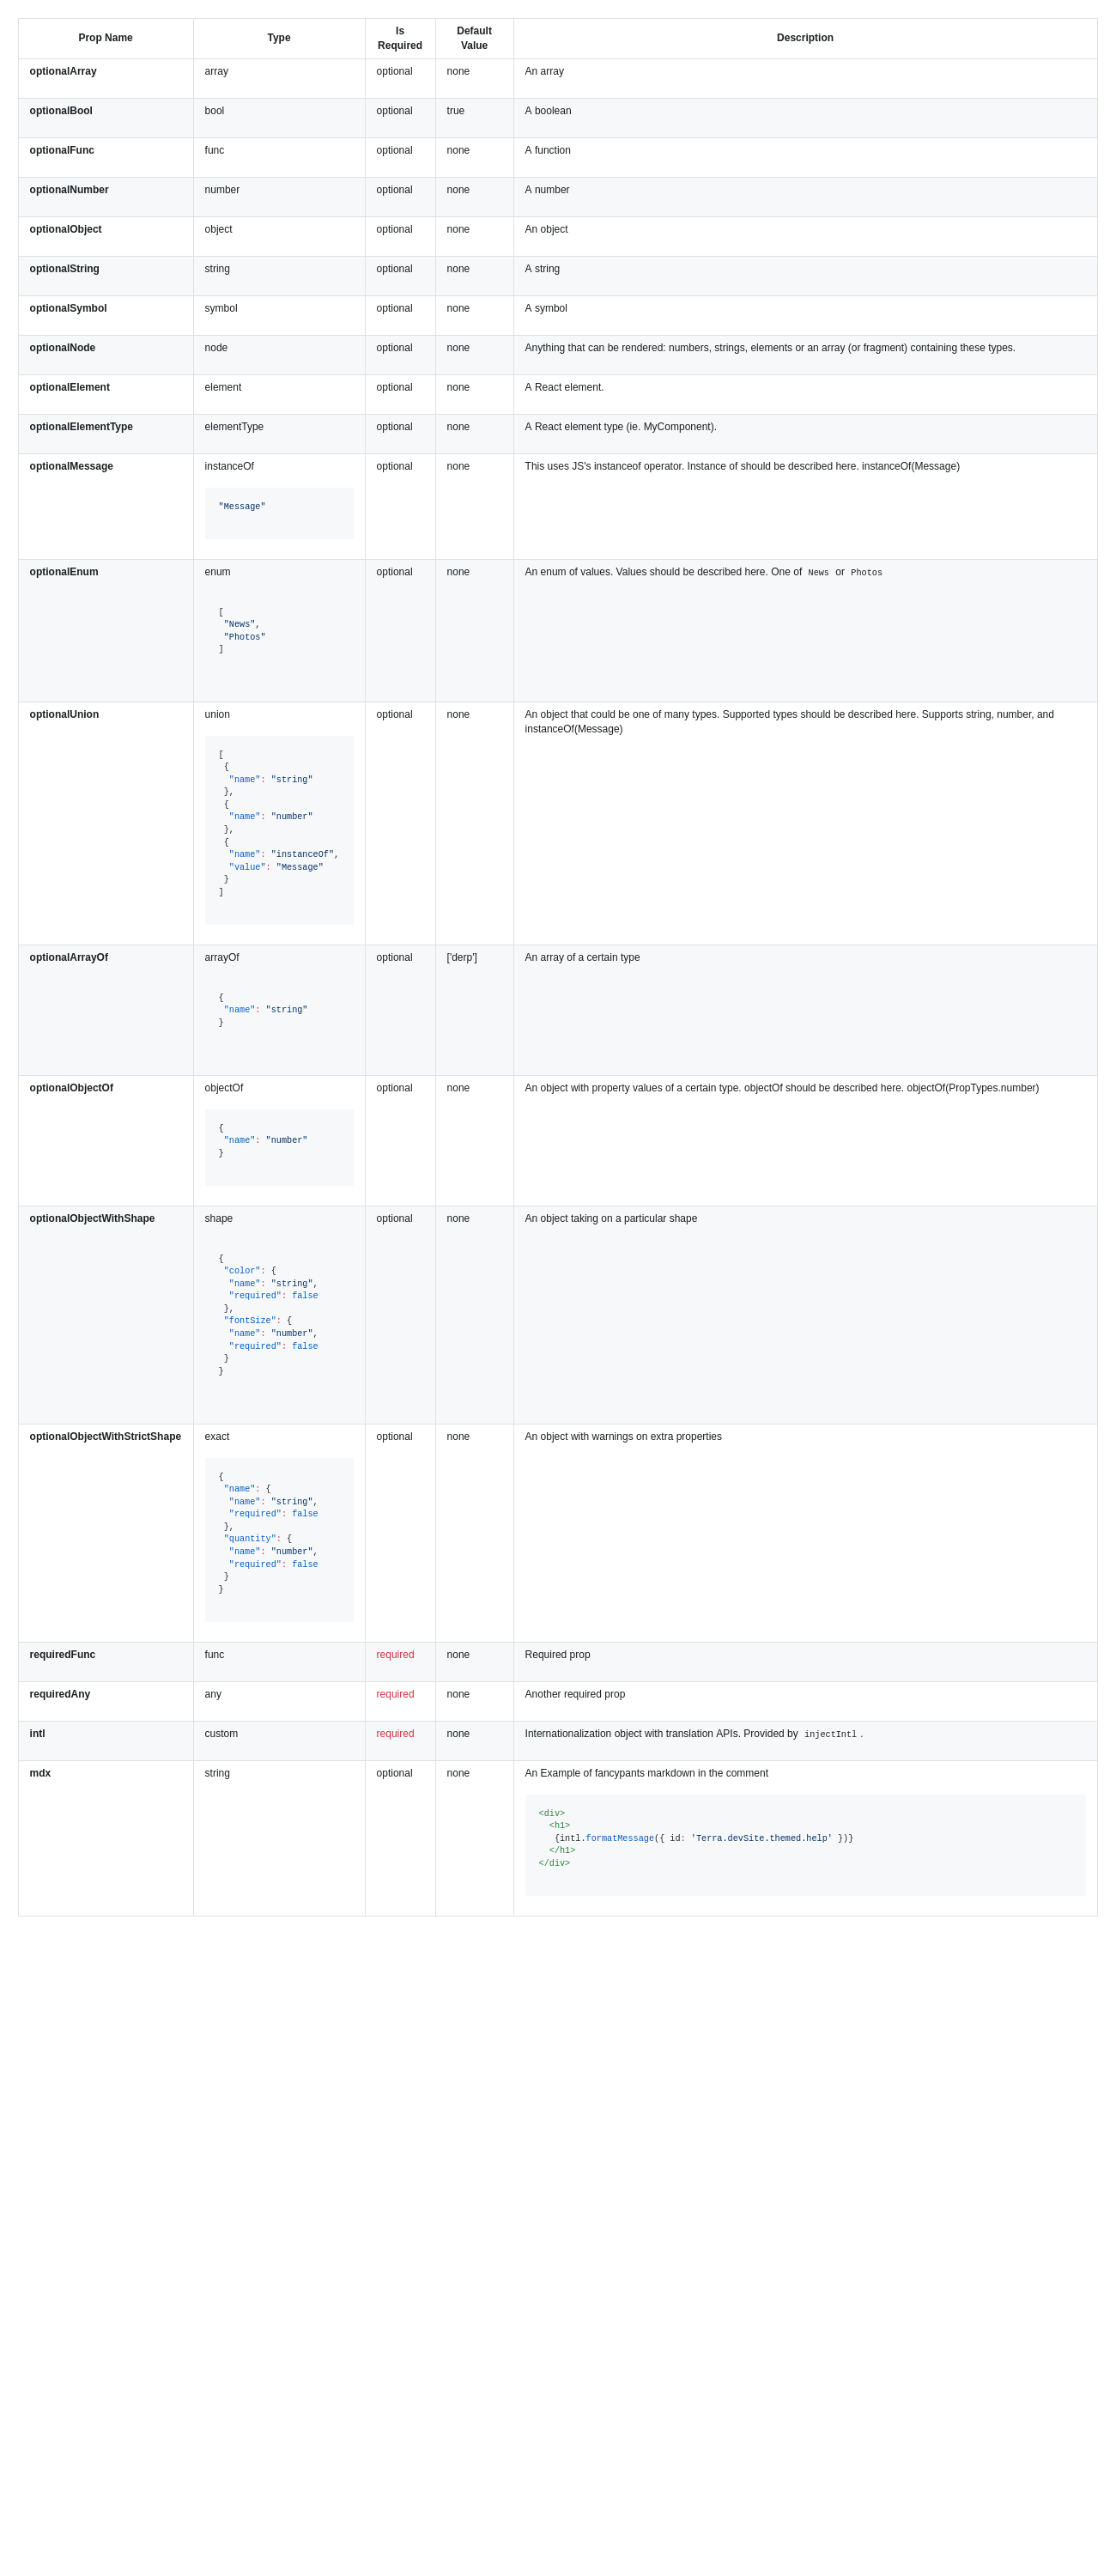 Prop Name Type Is Required Default Value Description
optionalArray array optional none An array
optionalBool bool optional true A boolean
optionalFunc func optional none A function
optionalNumber number optional none A number
optionalObject object optional none An object
optionalString string optional none A string
optionalSymbol symbol optional none A symbol
optionalNode node optional none Anything that can be rendered: numbers, strings, elements or an array (or fragment) containing these types.
optionalElement element optional none A React element.
optionalElementType elementType optional none A React element type (ie. MyComponent).
optionalMessage instanceOf optional none This uses JS's instanceof operator. Instance of should be described here. instanceOf(Message)
"Message"
optionalEnum enum optional none An enum of values. Values should be described here. One of News or Photos
[
"News",
"Photos"
]
optionalUnion union optional none An object that could be one of many types. Supported types should be described here. Supports string, number, and
instanceOf(Message)
[
{
"name": "string"
},
{
"name": "number"
},
{
"name": "instanceOf",
"value": "Message"
}
]
optionalArrayOf arrayOf optional ['derp'] An array of a certain type
{
"name": "string"
}
optionalObjectOf objectOf optional none An object with property values of a certain type. objectOf should be described here. objectOf(PropTypes.number)
{
"name": "number"
}
optionalObjectWithShape shape optional none An object taking on a particular shape
{
"color": {
"name": "string",
"required": false
},
"fontSize": {
"name": "number",
"required": false
}
}
optionalObjectWithStrictShape exact optional none An object with warnings on extra properties
{
"name": {
"name": "string",
"required": false
},
"quantity": {
"name": "number",
"required": false
}
}
requiredFunc func required none Required prop
requiredAny any required none Another required prop
intl custom required none Internationalization object with translation APIs. Provided by injectIntl .
mdx string optional none An Example of fancypants markdown in the comment
<div>
<h1>
{intl.formatMessage({ id: 'Terra.devSite.themed.help' })}
</h1>
</div>